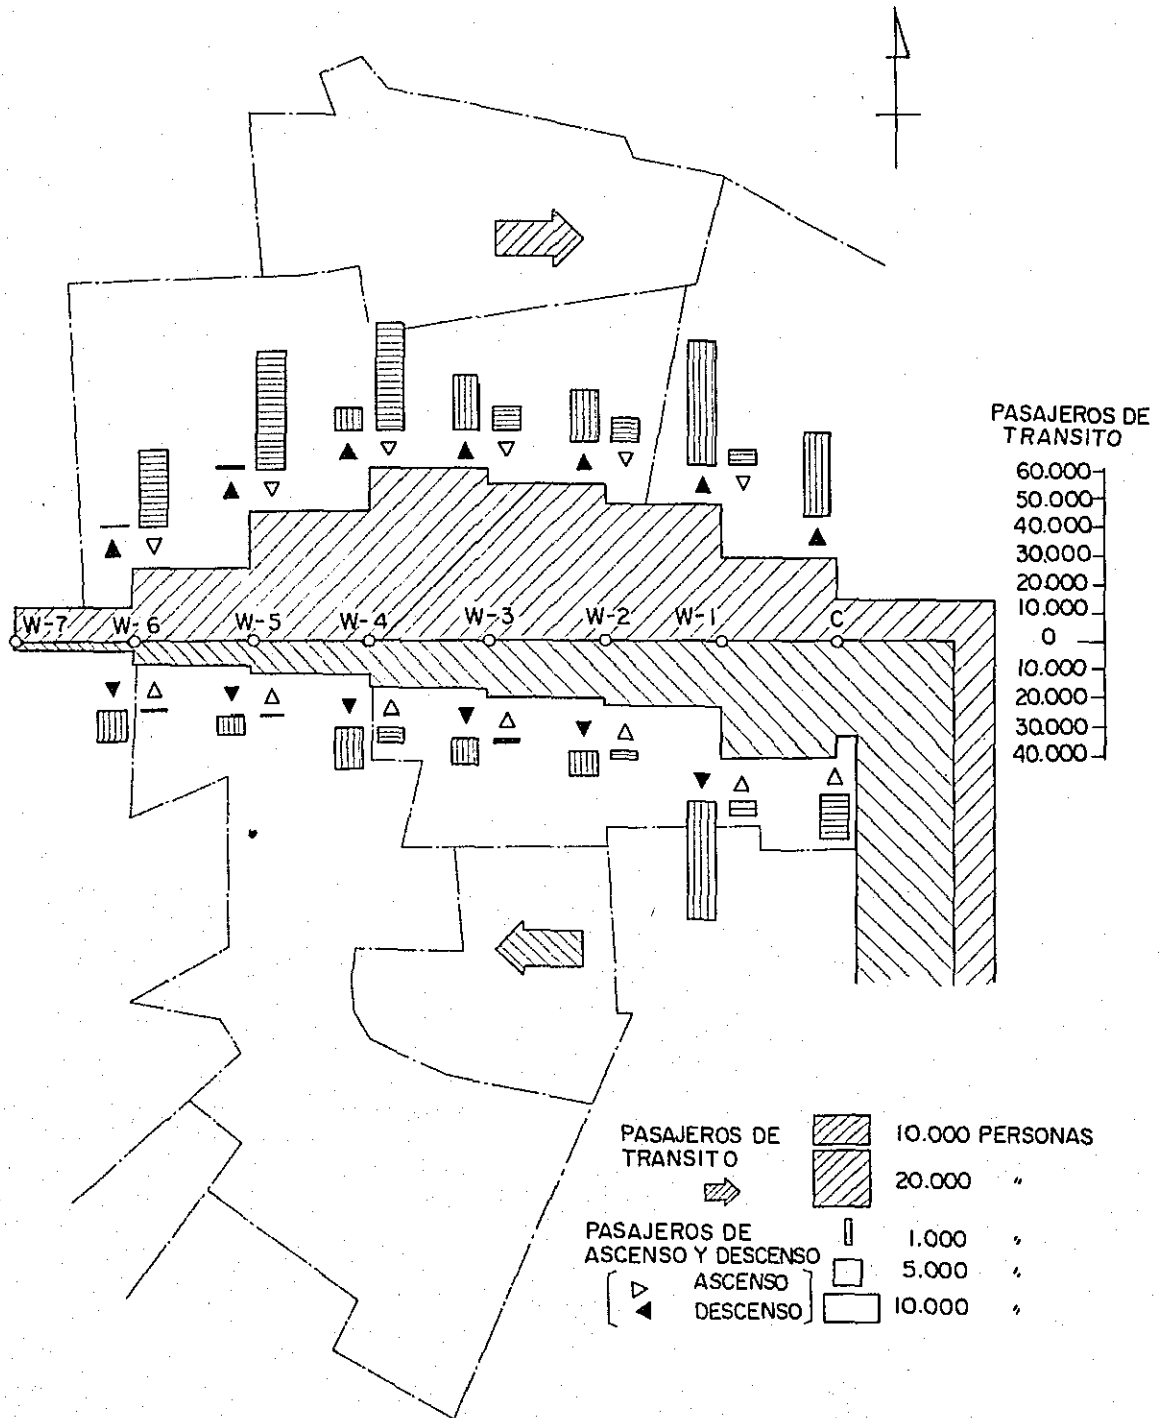 PASAJEROS DE
TRANSITO
60.000
50.000
40.000
30.000
20.000
10.000
0
10.000
20.000
30.000
40.000
W-7
W-6
W-5
W-4
W-3
W-2
W-1
C
PASAJEROS DE
TRANSITO
10.000 PERSONAS
20.000 "
PASAJEROS DE
ASCENSO Y DESCENSO
ASCENSO
DESCENSO
1.000 "
5.000 "
10.000 "